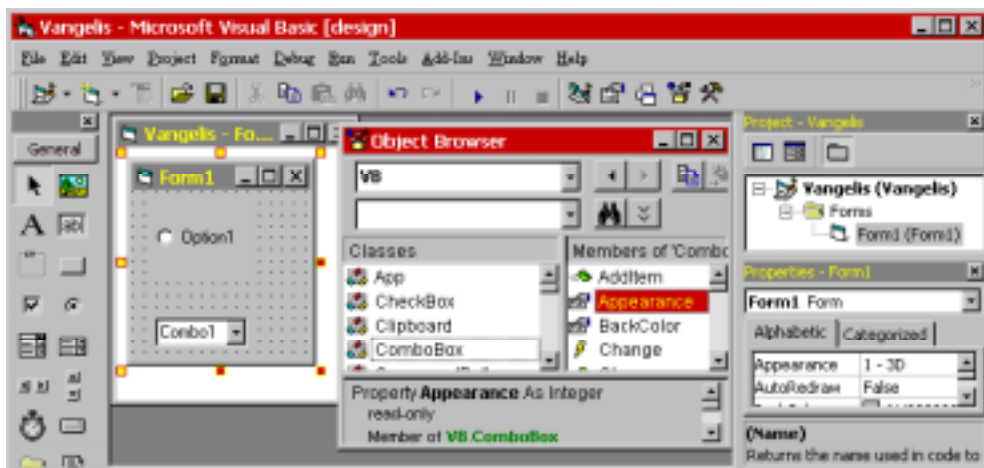 Vangelis - Microsoft Visual Basic [design]
File Edit View Project Format Debug Run Tools Add-Ins Window Help
General
Vangelis - Fo...
Form1
Option1
Combo1
Object Browser
VB
Classes
App
CheckBox
Clipboard
ComboBox
Members of 'Combo
AddItem
Appearance
BackColor
Change
Property Appearance As Integer
read-only
Member of VB.ComboBox
Project - Vangelis
Vangelis (Vangelis)
Forms
Form1 (Form1)
Properties - Form1
Form1 Form
Alphabetic Categorized
Appearance 1 - 3D
AutoRedraw False
(Name)
Returns the name used in code to